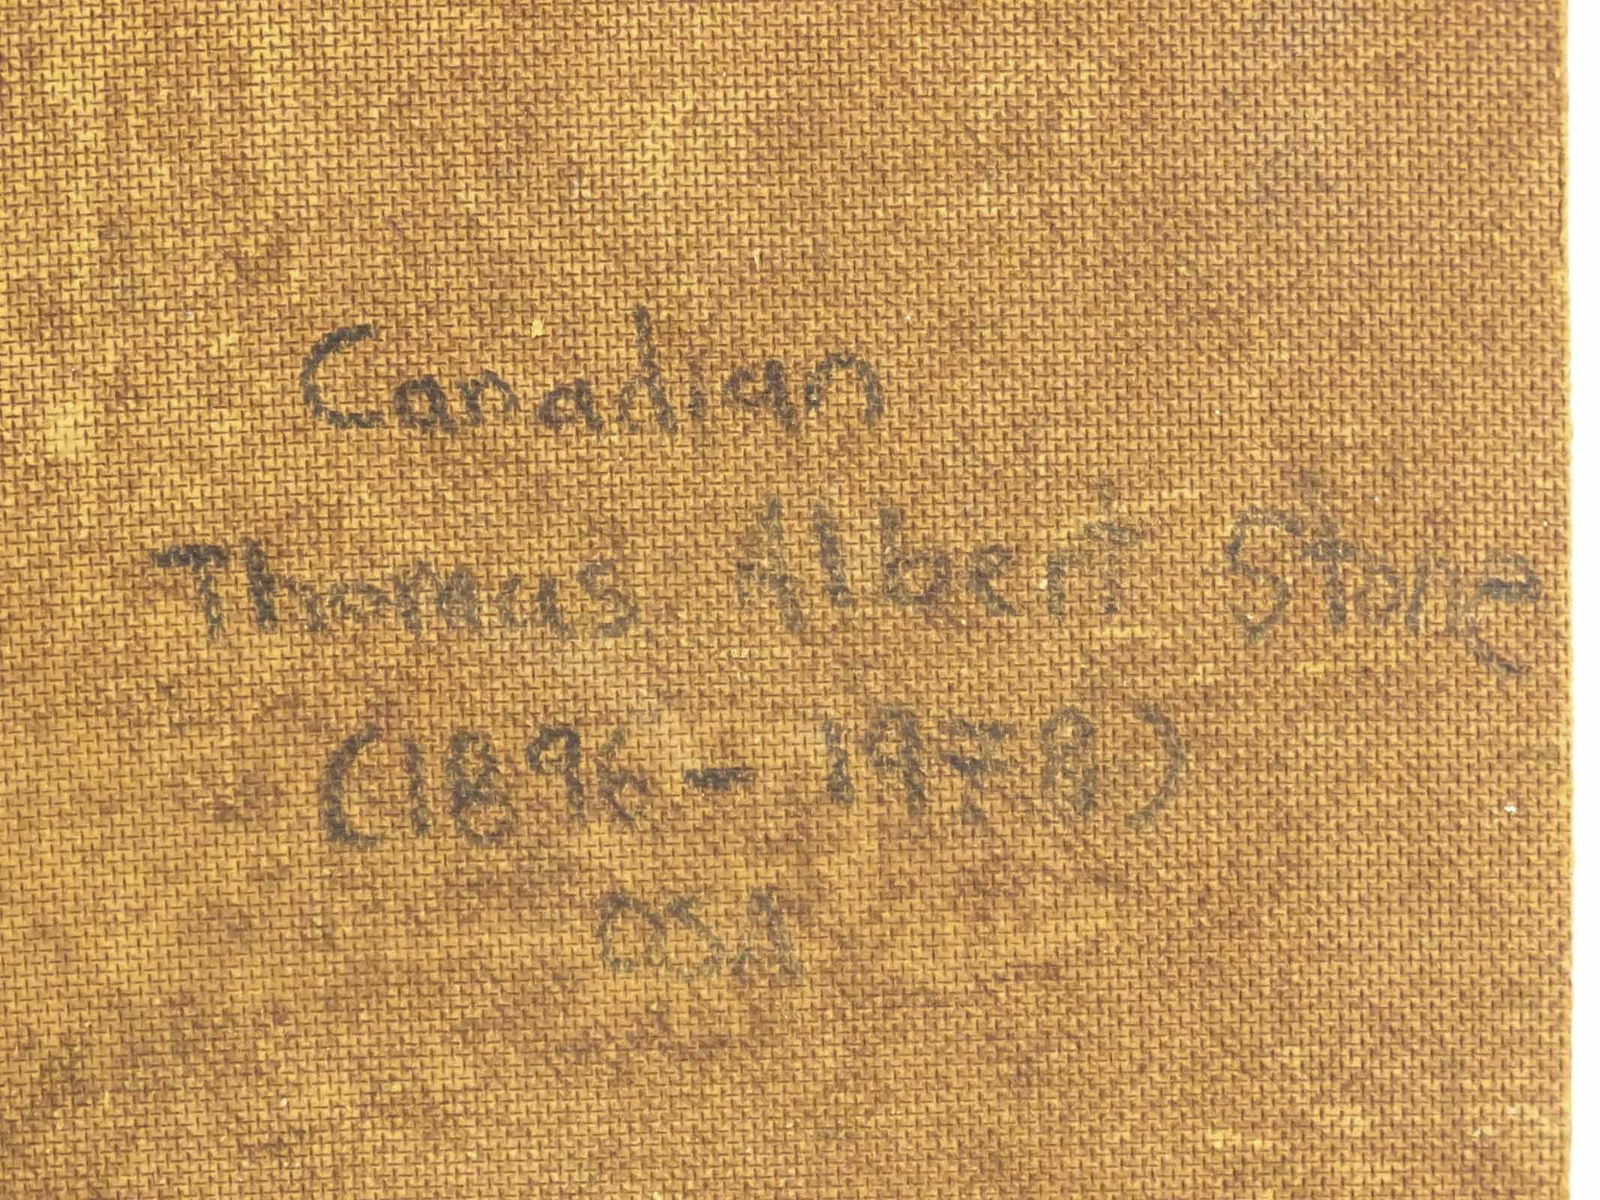 Canadian
Thomas Albert Stone
(1896 - 1978)
OSA